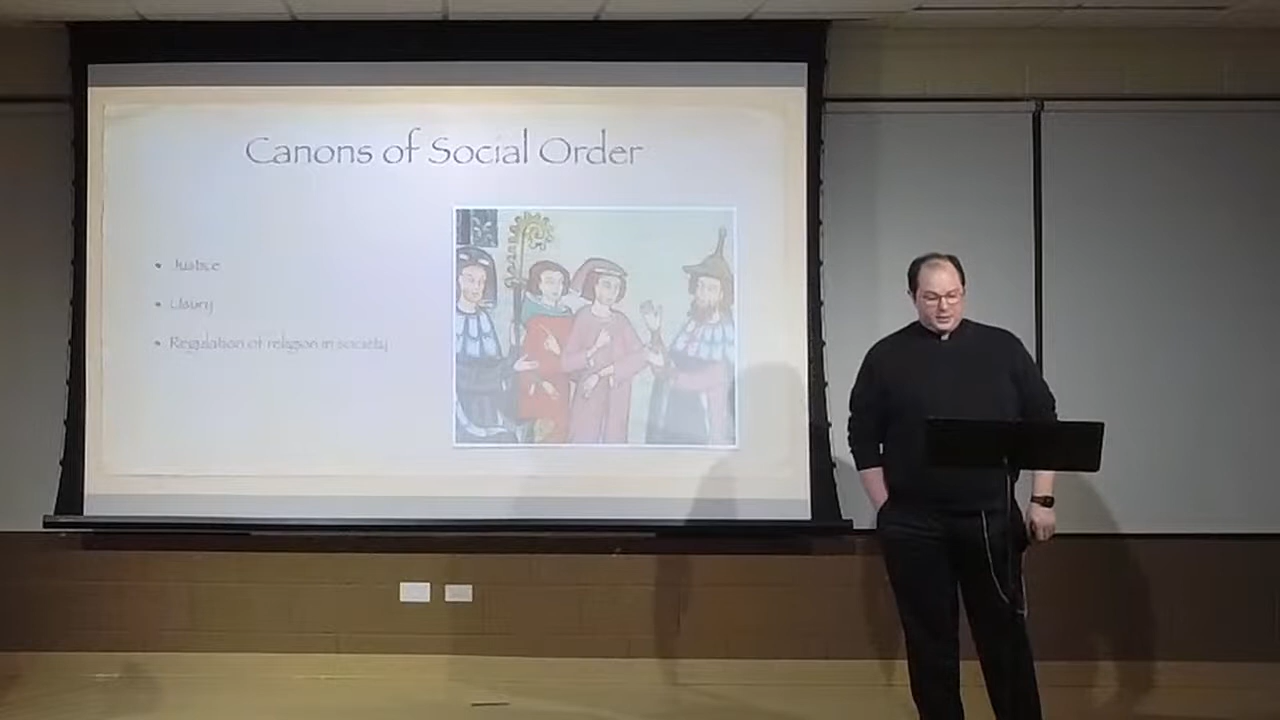 Canons of Social Order
• Justice
• Usury
• Regulation of religion in society